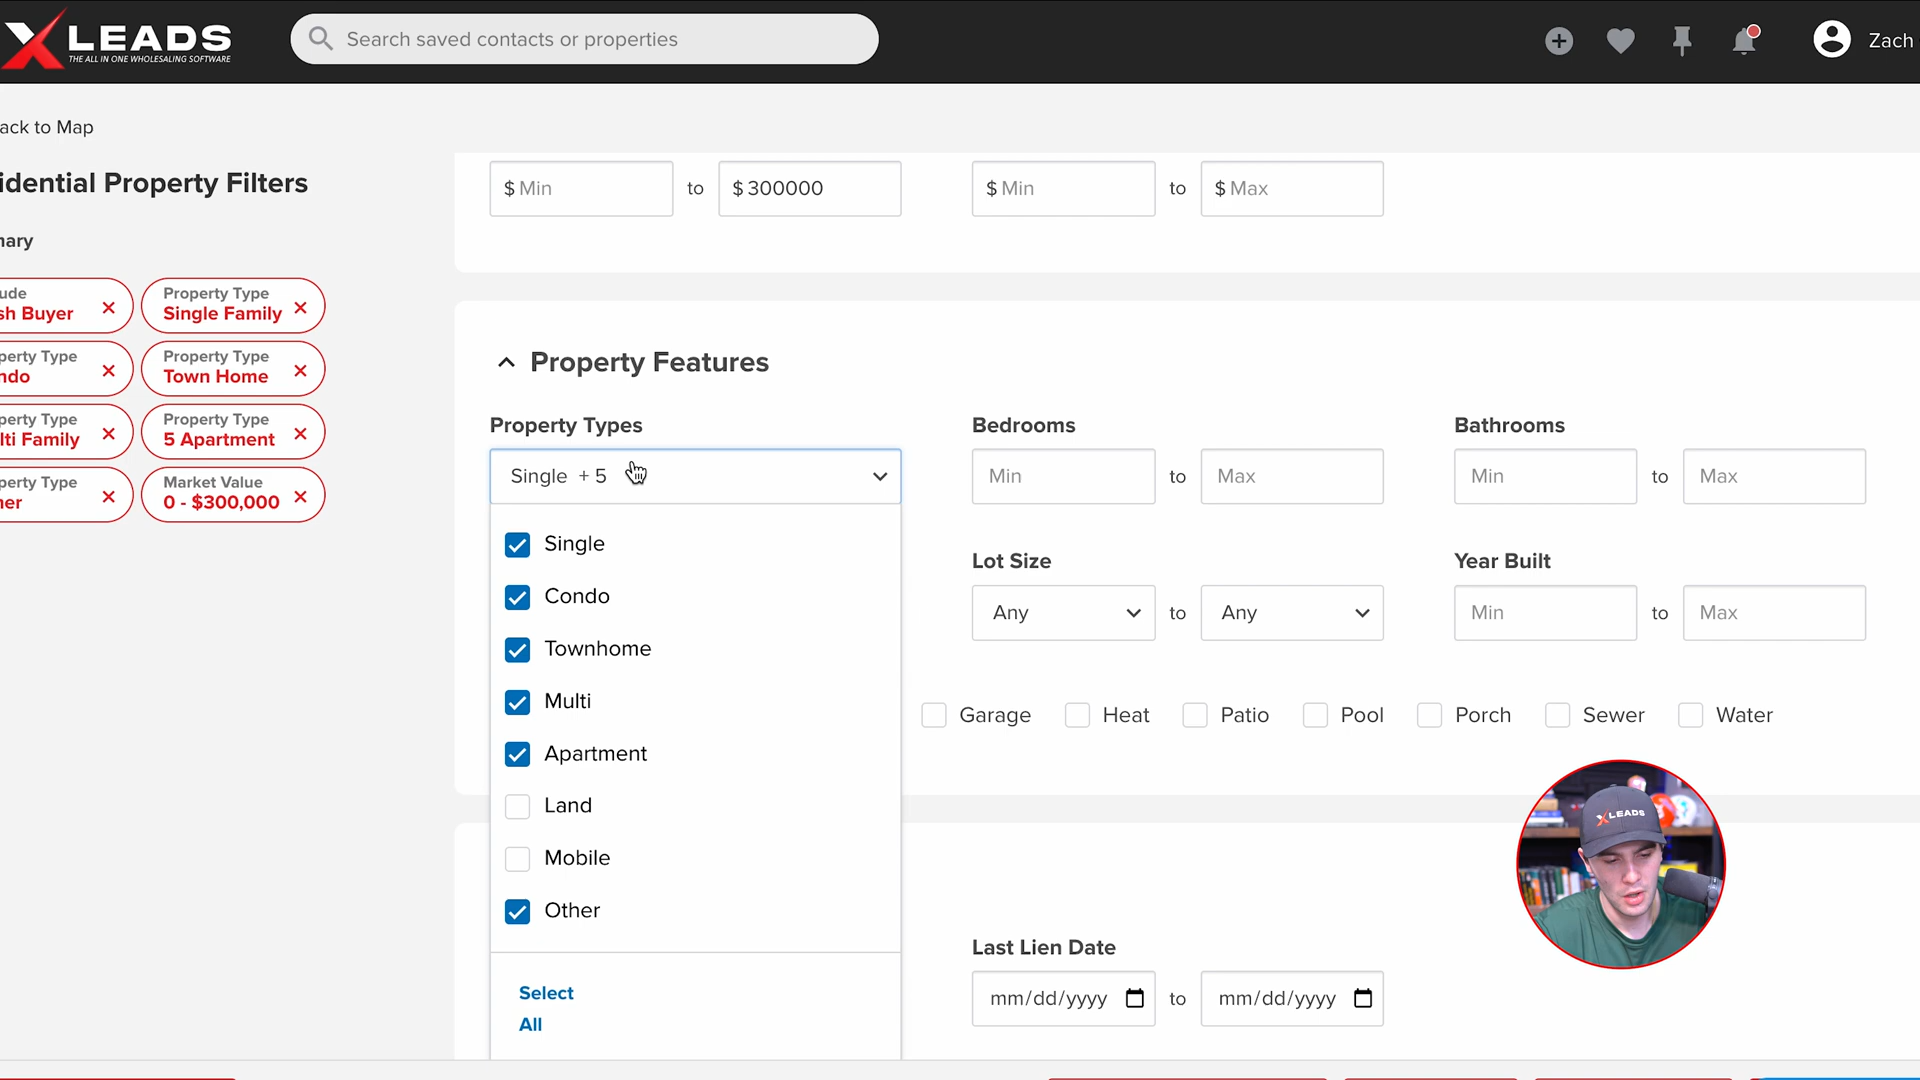 XLEADS
THE ALL IN ONE WHOLESALING SOFTWARE
Search saved contacts or properties
Zach
ack to Map
idential Property Filters
nary
ude
sh Buyer
Property Type
Single Family
perty Type
ndo
Property Type
Town Home
perty Type
lti Family
Property Type
5 Apartment
perty Type
her
Market Value
0 - $300,000
$ Min to $ 300000
$ Min to $ Max
Property Features
Property Types
Single + 5
Single
Condo
Townhome
Multi
Apartment
Land
Mobile
Other
Select
All
Bedrooms
Min to Max
Bathrooms
Min to Max
Lot Size
Any to Any
Year Built
Min to Max
Garage Heat Patio Pool Porch Sewer Water
Last Lien Date
mm/dd/yyyy to mm/dd/yyyy
XLEADS